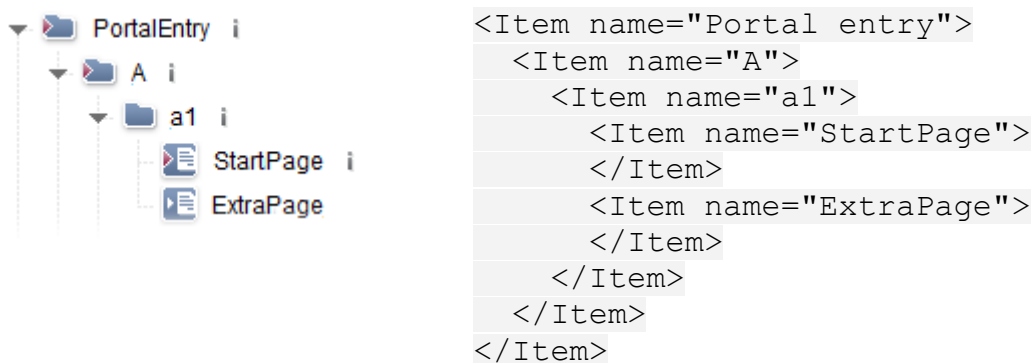 PortalEntry i
A i
a1 i
StartPage i
ExtraPage
<Item name="Portal entry">
  <Item name="A">
    <Item name="a1">
      <Item name="StartPage">
      </Item>
      <Item name="ExtraPage">
      </Item>
    </Item>
  </Item>
</Item>